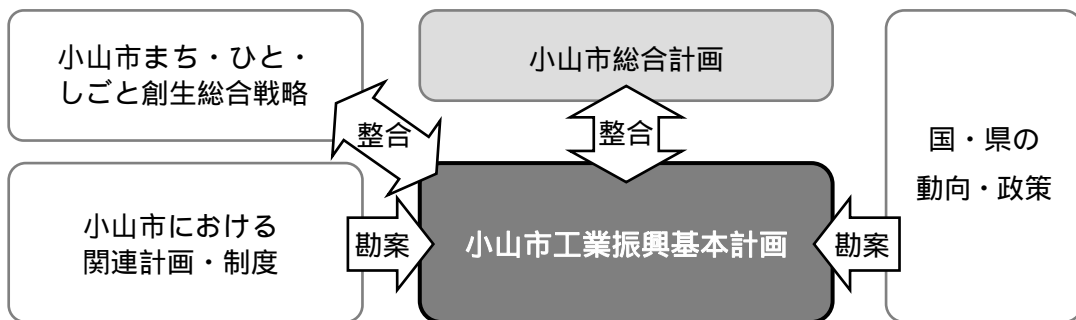 小山市まち・ひと・
しごと創生総合戦略
小山市総合計画
整合
整合
国・県の
動向・政策
小山市における
関連計画・制度
勘案
小山市工業振興基本計画
勘案